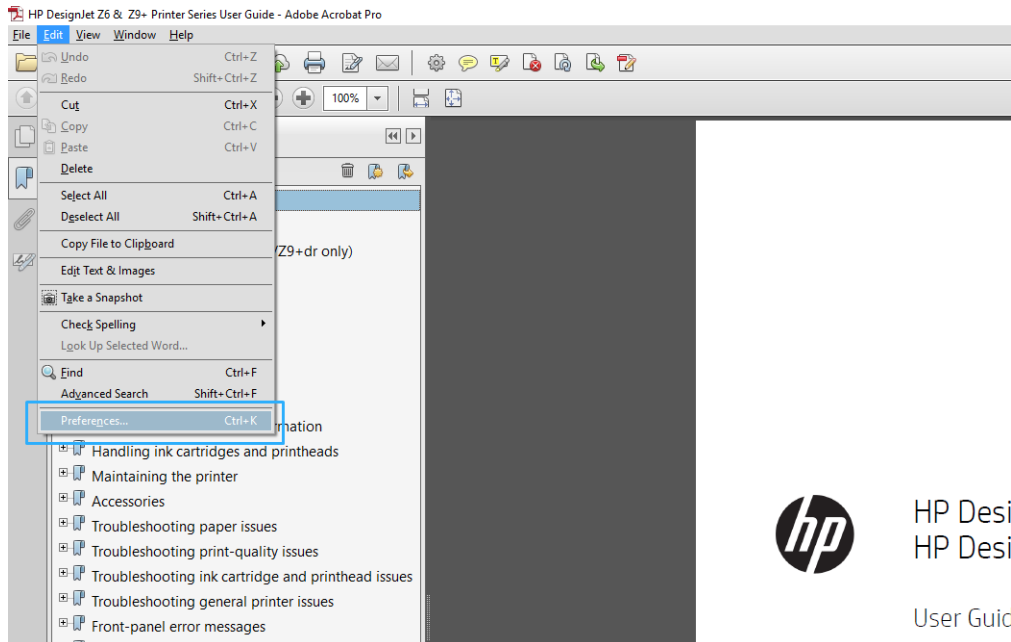 HP DesignJet Z6 & Z9+ Printer Series User Guide - Adobe Acrobat Pro
File Edit View Window Help
Undo Ctrl+Z
Redo Shift+Ctrl+Z
Cut Ctrl+X
100%
Copy Ctrl+C
Paste Ctrl+V
Delete
Select All Ctrl+A
Deselect All Shift+Ctrl+A
Copy File to Clipboard
/Z9+dr only)
Edit Text & Images
Take a Snapshot
Check Spelling
Look Up Selected Word...
Find Ctrl+F
Advanced Search Shift+Ctrl+F
Preferences... Ctrl+K
rmation
Handling ink cartridges and printheads
Maintaining the printer
Accessories
Troubleshooting paper issues
Troubleshooting print-quality issues
Troubleshooting ink cartridge and printhead issues
Troubleshooting general printer issues
Front-panel error messages
hp
HP Desi
HP Desi
User Guid